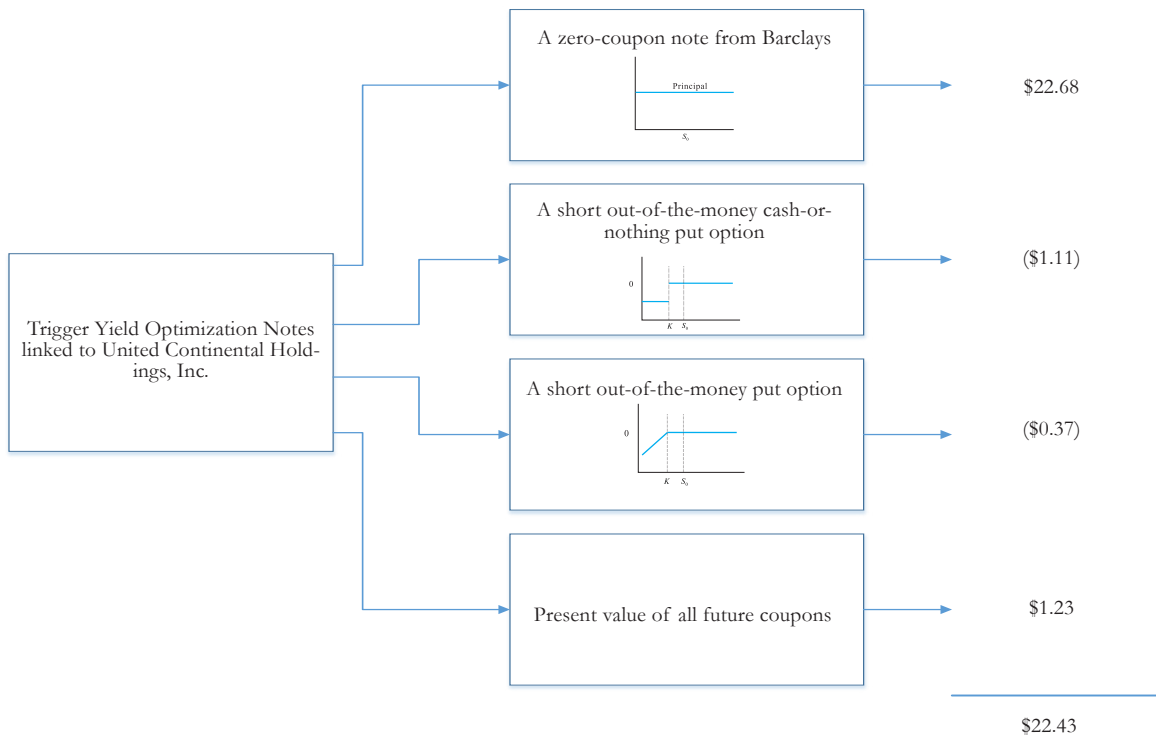 A zero-coupon note from Barclays
Principal
S0
$22.68
A short out-of-the-money cash-or-
nothing put option
0
K S0
($1.11)
Trigger Yield Optimization Notes
linked to United Continental Hold-
ings, Inc.
A short out-of-the-money put option
0
K S0
($0.37)
Present value of all future coupons
$1.23
$22.43